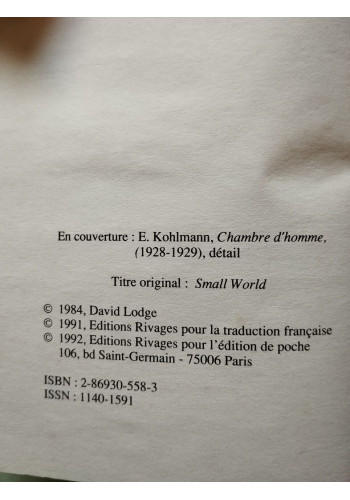 En couverture : E. Kohlmann, Chambre d'homme,
(1928-1929), détail
Titre original : Small World
© 1984, David Lodge
© 1991, Editions Rivages pour la traduction française
© 1992, Editions Rivages pour l'édition de poche
106, bd Saint-Germain - 75006 Paris
ISBN : 2-86930-558-3
ISSN : 1140-1591